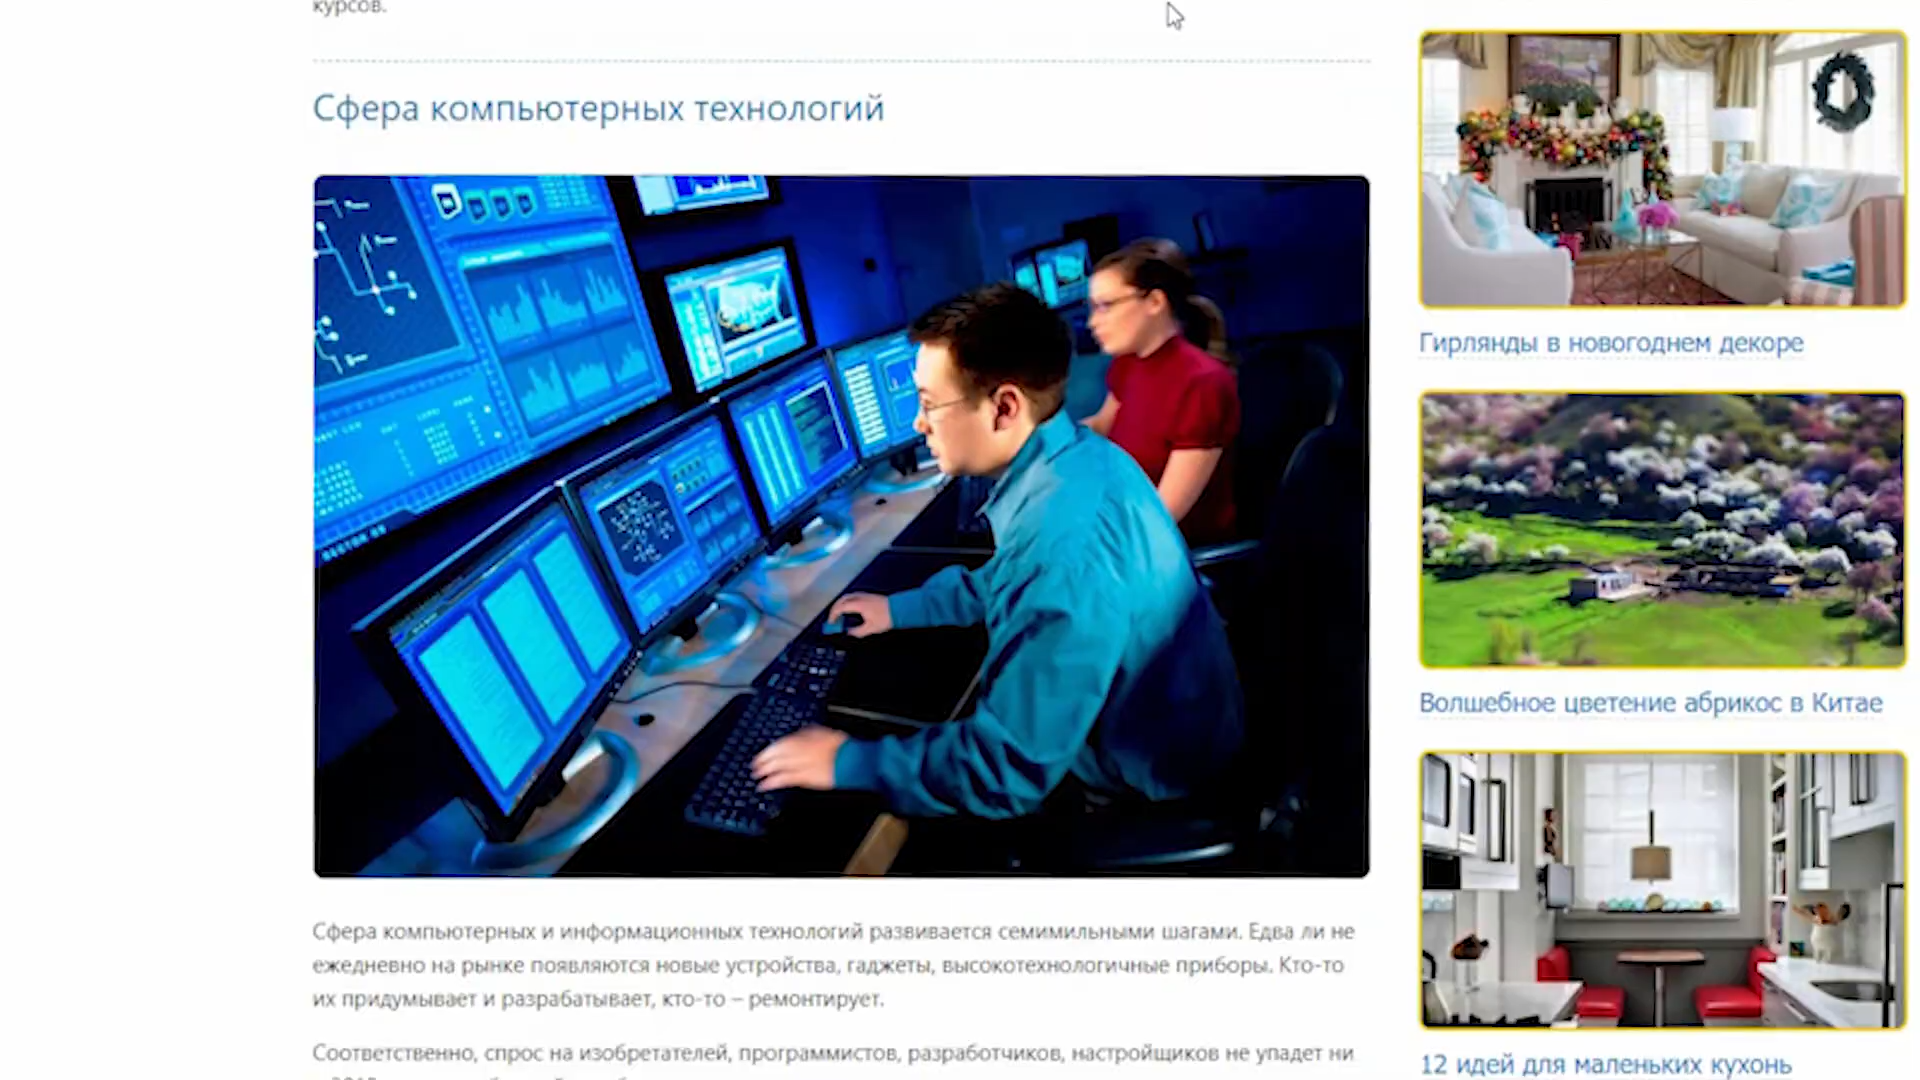 курсов.
Сфера компьютерных технологий
SECTOR 09
Сфера компьютерных и информационных технологий развивается семимильными шагами. Едва ли не
ежедневно на рынке появляются новые устройства, гаджеты, высокотехнологичные приборы. Кто-то
их придумывает и разрабатывает, кто-то – ремонтирует.
Соответственно, спрос на изобретателей, программистов, разработчиков, настройщиков не упадет ни
Гирлянды в новогоднем декоре
Волшебное цветение абрикос в Китае
12 идей для маленьких кухонь